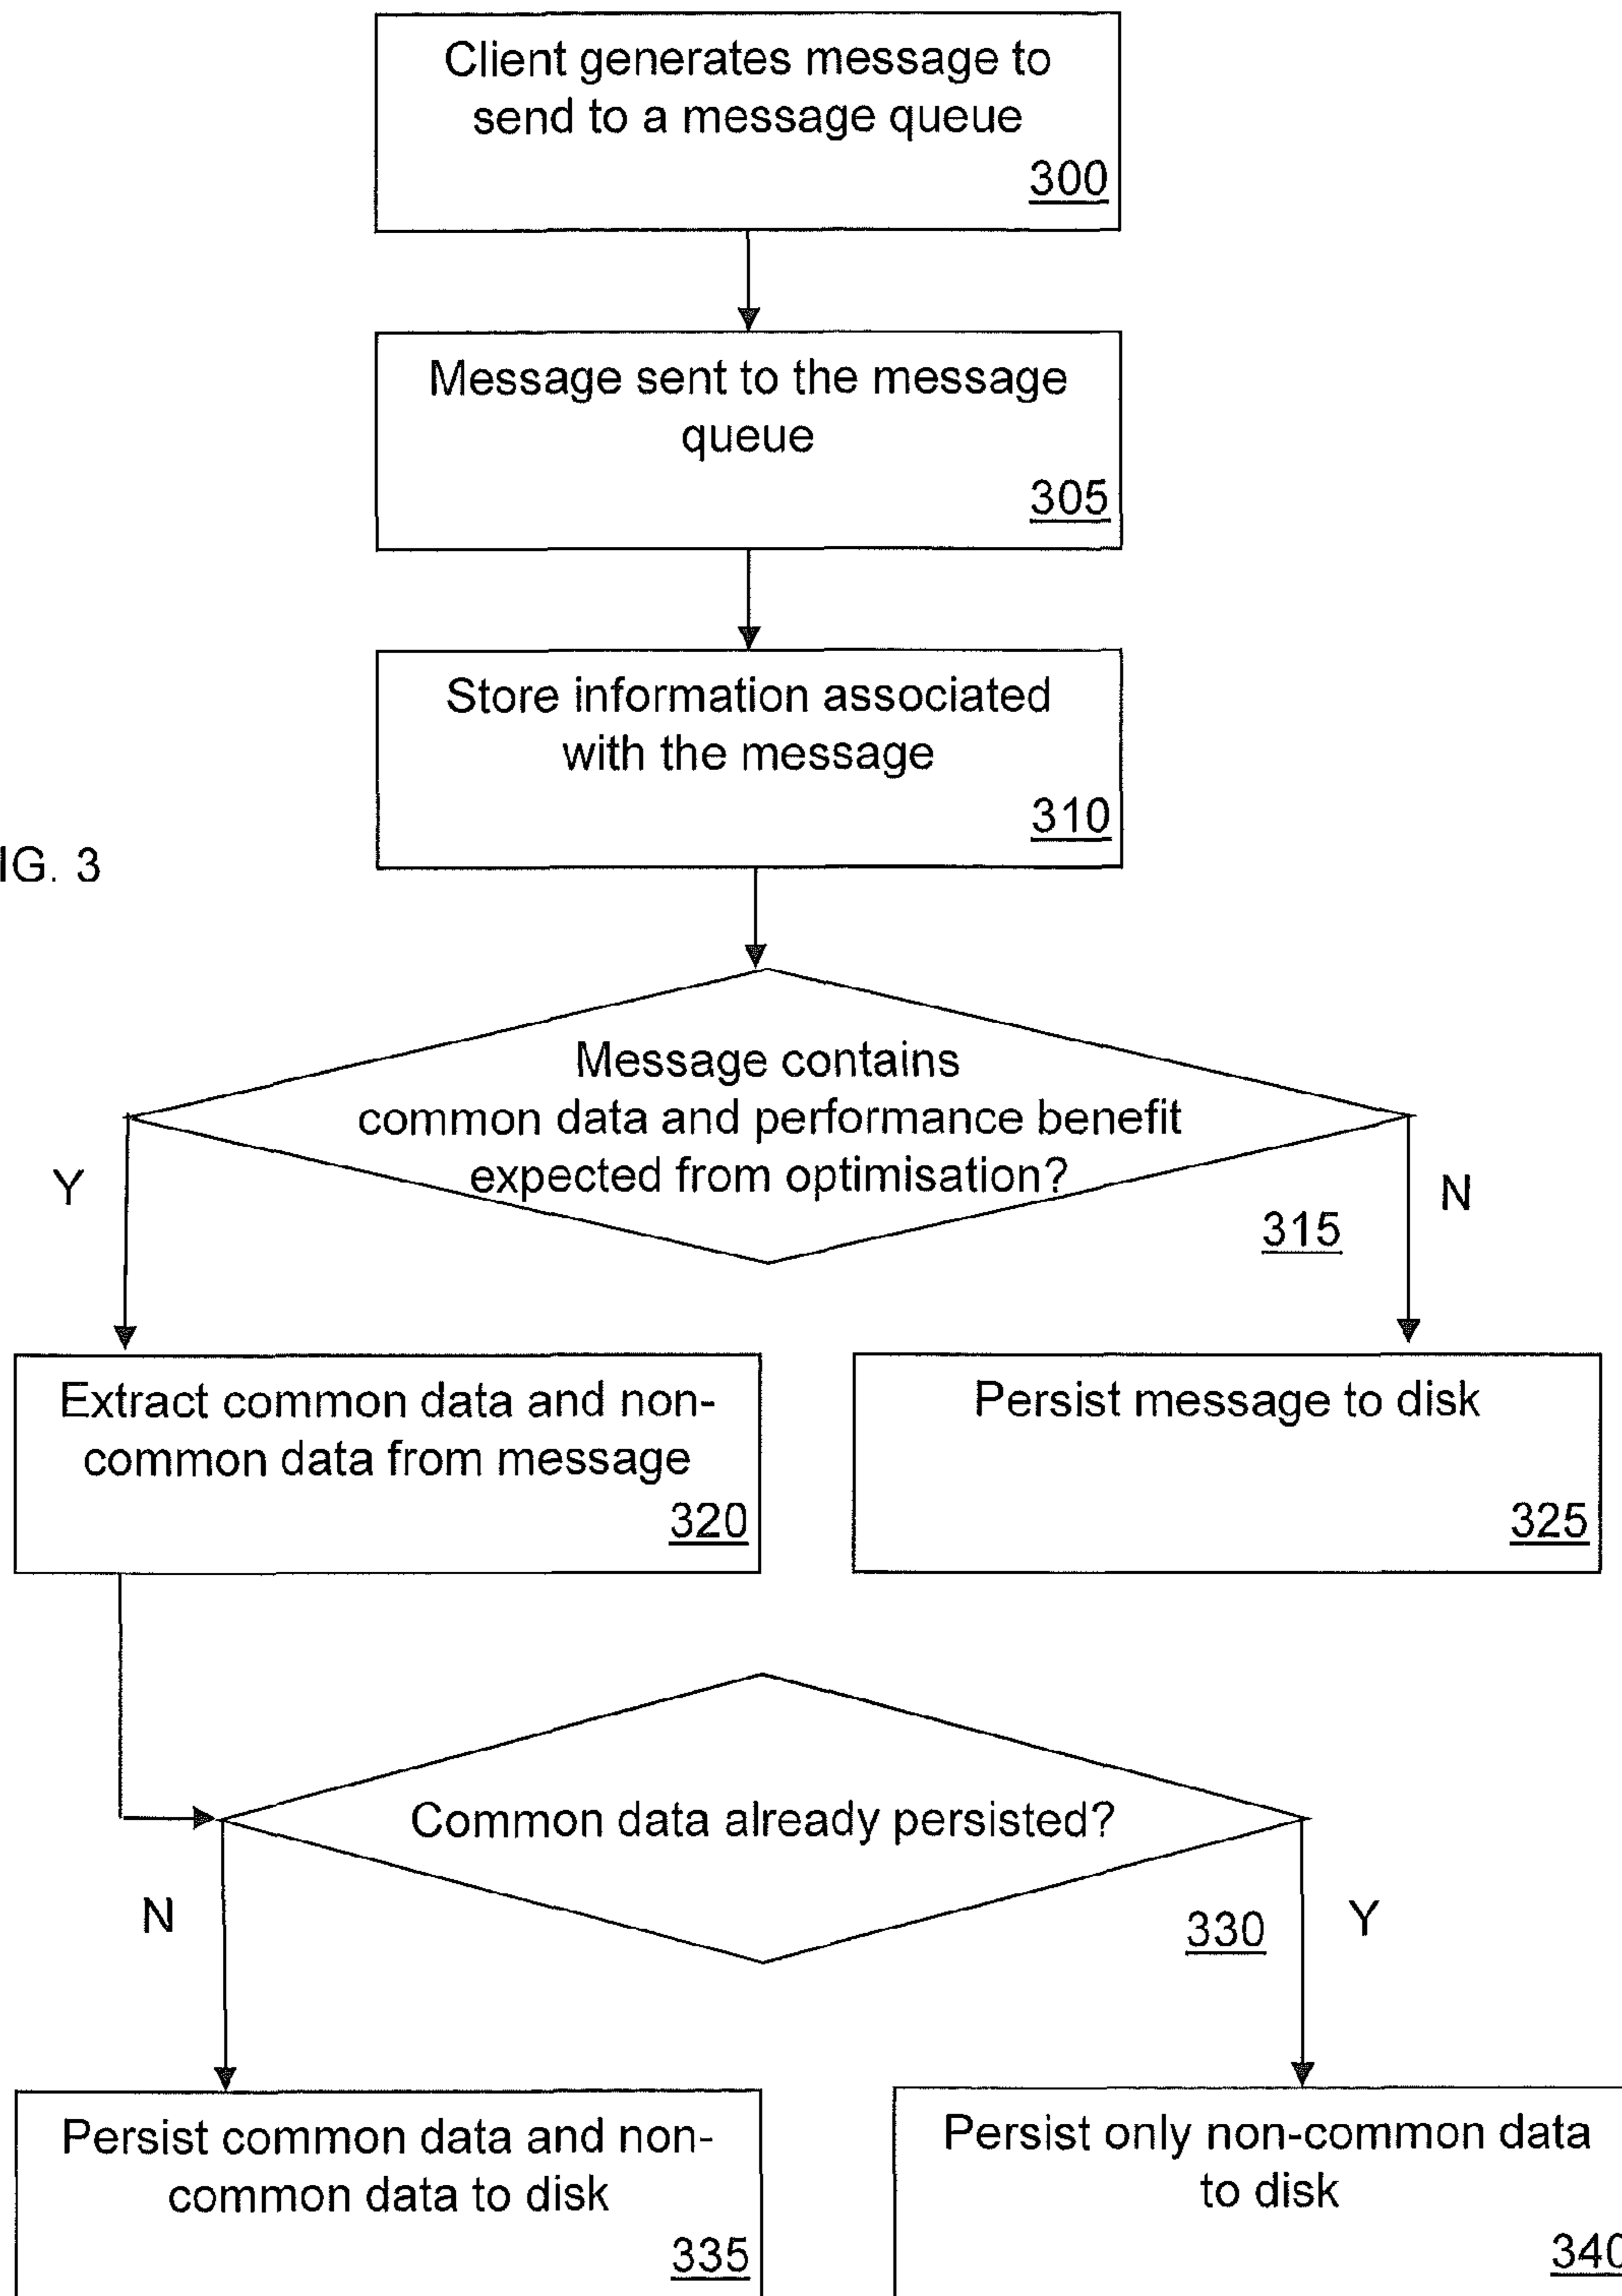 Client generates message to
send to a message queue
300
Message sent to the message
queue
305
Store information associated
with the message
310
IG. 3
Message contains
common data and performance benefit
expected from optimisation?
315
Y
N
Extract common data and non-
common data from message
320
Persist message to disk
325
Common data already persisted?
330
N
Y
Persist common data and non-
common data to disk
335
Persist only non-common data
to disk
340